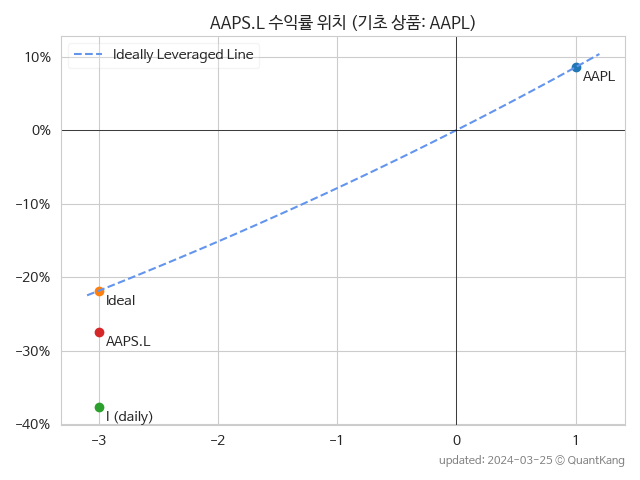 AAPS.L 수익률 위치 (기초 상품: AAPL)
10%
0%
−10%
−20%
−30%
−40%
Ideally Leveraged Line
AAPL
Ideal
AAPS.L
I (daily)
−3
−2
−1
0
1
updated: 2024-03-25 © QuantKang